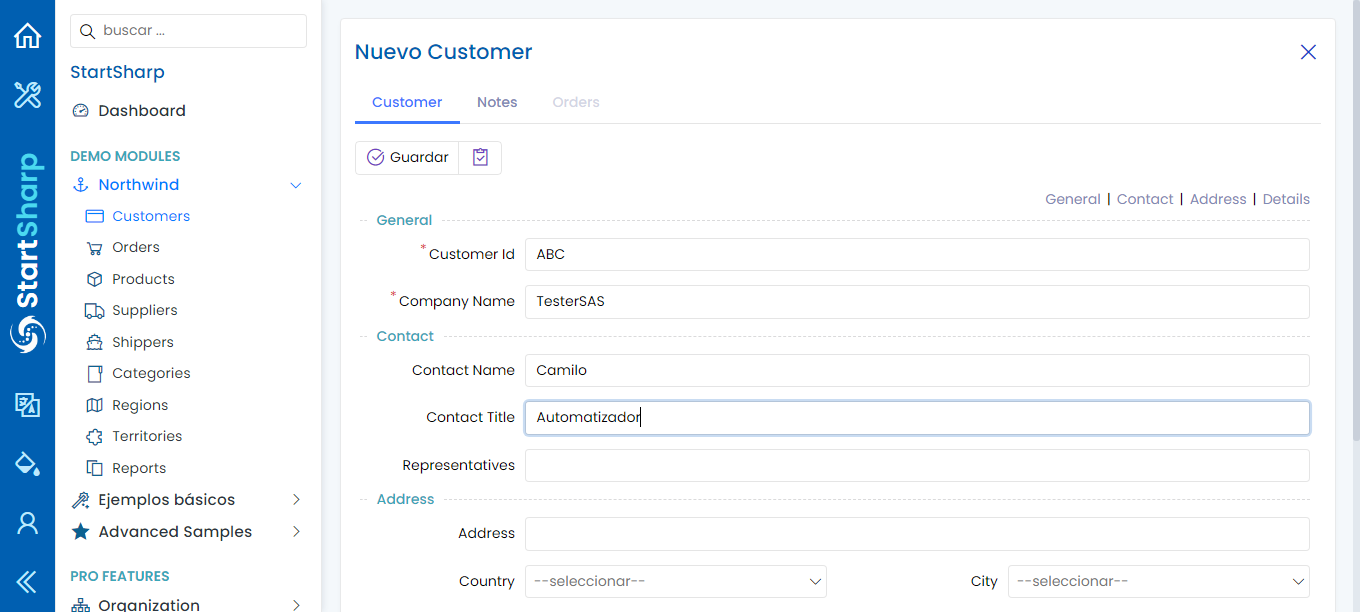 buscar ...
StartSharp
Dashboard
DEMO MODULES
Northwind
Customers
Orders
Products
Suppliers
Shippers
Categories
Regions
Territories
Reports
Ejemplos básicos
Advanced Samples
PRO FEATURES
Organization
StartSharp
Nuevo Customer
Customer Notes Orders
Guardar
General | Contact | Address | Details
General
* Customer Id ABC
* Company Name TesterSAS
Contact
Contact Name Camilo
Contact Title Automatizador
Representatives
Address
Address
Country --seleccionar-- City --seleccionar--